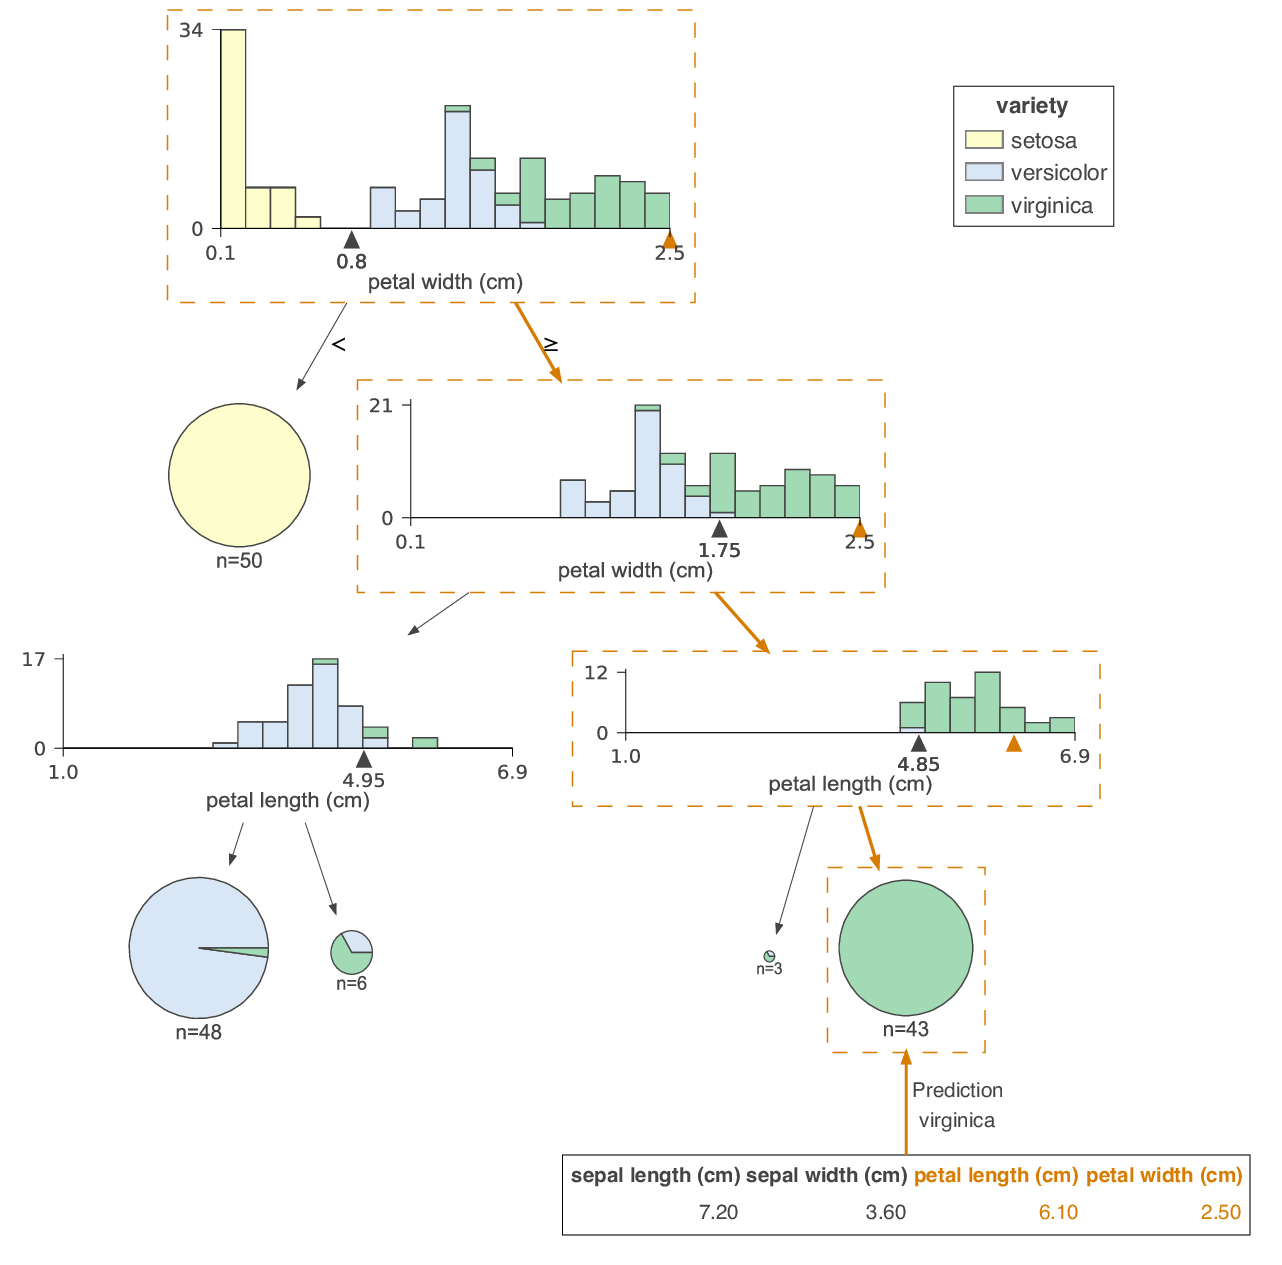 34
0
0.1
0.8
2.5
petal width (cm)
variety
setosa
versicolor
virginica
<
≥
n=50
21
0
0.1
1.75
2.5
petal width (cm)
17
0
1.0
4.95
6.9
petal length (cm)
12
0
1.0
4.85
6.9
petal length (cm)
n=48
n=6
n=3
n=43
Prediction
virginica
sepal length (cm) sepal width (cm) petal length (cm) petal width (cm)
7.20 3.60 6.10 2.50